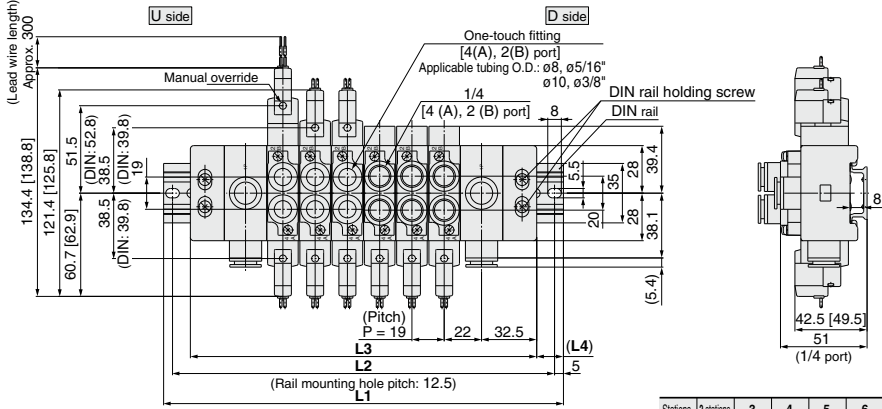 U side
D side
(Lead wire length)
Approx. 300
One-touch fitting
[4(A), 2(B) port]
Applicable tubing O.D.: ø8, ø5/16"
ø10, ø3/8"
Manual override
1/4
[4 (A), 2 (B) port]
DIN rail holding screw
DIN rail
8
134.4 [138.8]
121.4 [125.8]
60.7 [62.9]
51.5
(DIN: 52.8)
38.5
(DIN: 39.8)
19
38.5
(DIN: 39.8)
5.5
35
20
28
28
39.4
38.1
(5.4)
8
(Pitch)
P = 19
22
32.5
L3
(L4)
L2
5
(Rail mounting hole pitch: 12.5)
L1
42.5 [49.5]
51
(1/4 port)
Stations 2 stations 3 4 5 6